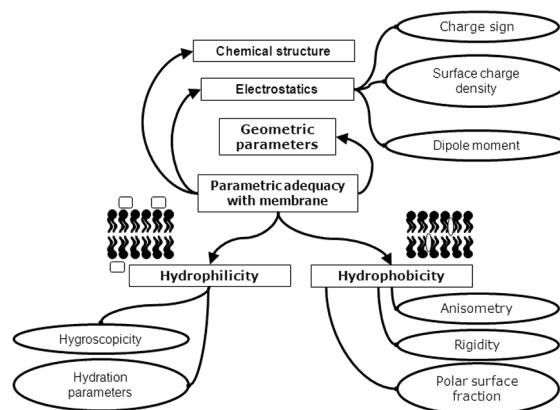 Charge sign
Chemical structure
Surface charge
density
Electrostatics
Geometric
parameters
Dipole moment
Parametric adequacy
with membrane
Hydrophilicity
Hydrophobicity
Anisometry
Hygroscopicity
Rigidity
Hydration
parameters
Polar surface
fraction